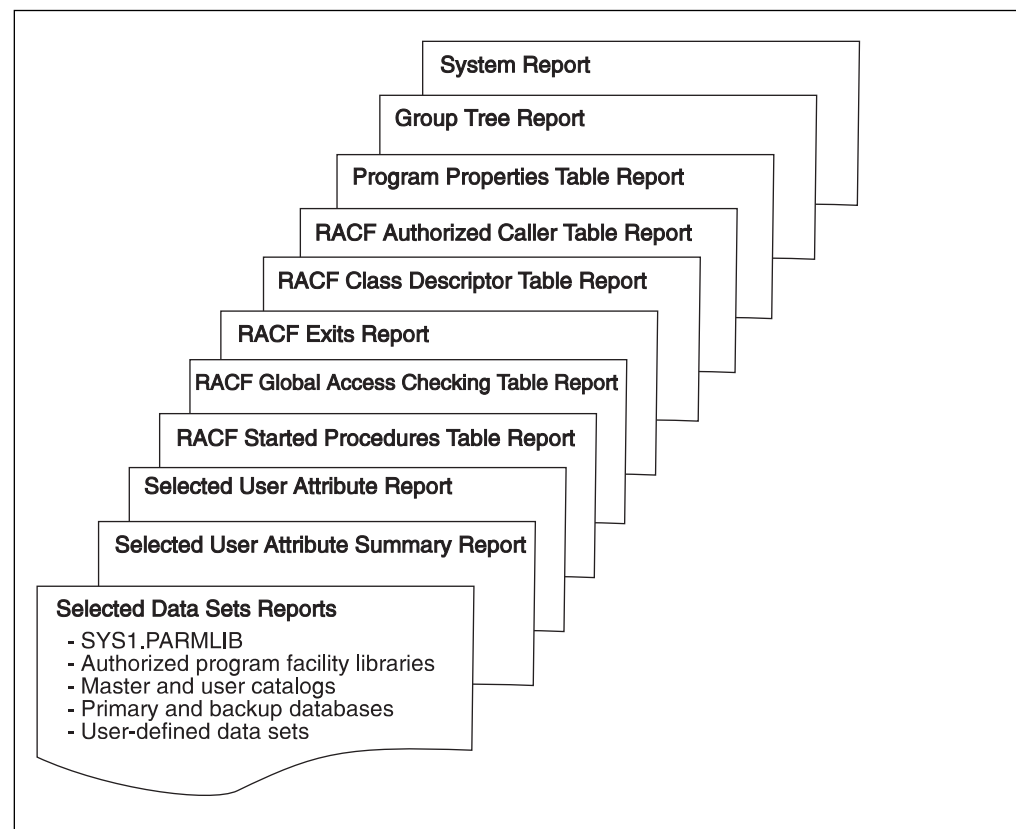 System Report
Group Tree Report
Program Properties Table Report
RACF Authorized Caller Table Report
RACF Class Descriptor Table Report
RACF Exits Report
RACF Global Access Checking Table Report
RACF Started Procedures Table Report
Selected User Attribute Report
Selected User Attribute Summary Report
Selected Data Sets Reports
- SYS1.PARMLIB
- Authorized program facility libraries
- Master and user catalogs
- Primary and backup databases
- User-defined data sets